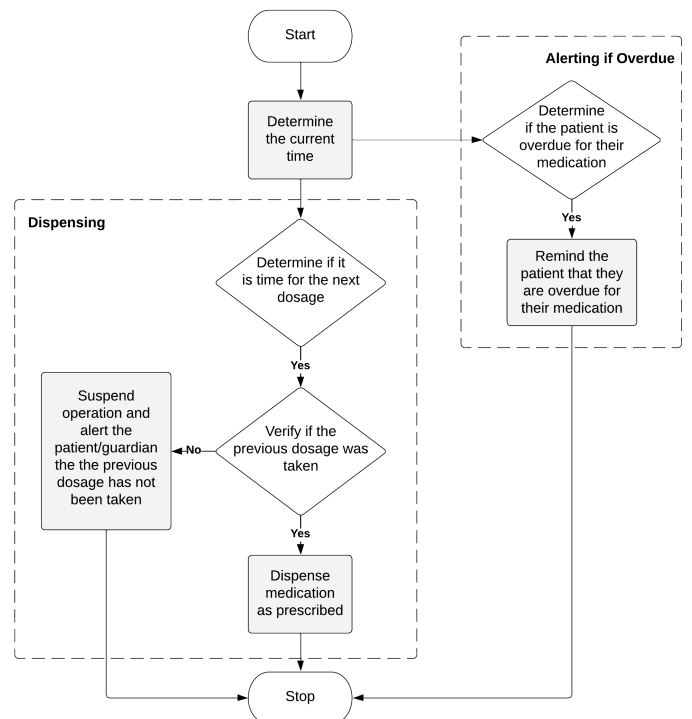 Start
Alerting if Overdue
Determine
the current
time
Determine
if the patient is
overdue for their
medication
Yes
Remind the
patient that they
are overdue for
their medication
Dispensing
Determine if it
is time for the next
dosage
Yes
Verify if the
previous dosage was
taken
No
Suspend
operation and
alert the
patient/guardian
the the previous
dosage has not
been taken
Yes
Dispense
medication
as prescribed
Stop